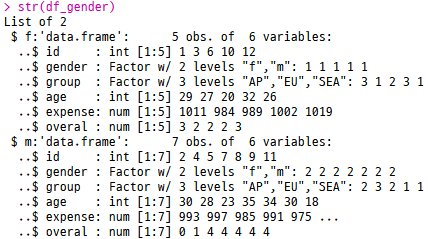 > str(df_gender)
List of 2
 $ f:'data.frame':	5 obs. of  6 variables:
  ..$ id     : int [1:5] 1 3 6 10 12
  ..$ gender : Factor w/ 2 levels "f","m": 1 1 1 1 1
  ..$ group  : Factor w/ 3 levels "AP","EU","SEA": 3 1 2 3 1
  ..$ age    : int [1:5] 29 27 20 32 26
  ..$ expense: num [1:5] 1011 984 989 1002 1019
  ..$ overal : num [1:5] 3 2 2 2 3
 $ m:'data.frame':	7 obs. of  6 variables:
  ..$ id     : int [1:7] 2 4 5 7 8 9 11
  ..$ gender : Factor w/ 2 levels "f","m": 2 2 2 2 2 2 2
  ..$ group  : Factor w/ 3 levels "AP","EU","SEA": 2 3 2 1 1
  ..$ age    : int [1:7] 30 28 23 35 34 30 18
  ..$ expense: num [1:7] 993 997 985 991 975 ...
  ..$ overal : num [1:7] 0 1 4 4 4 4 4